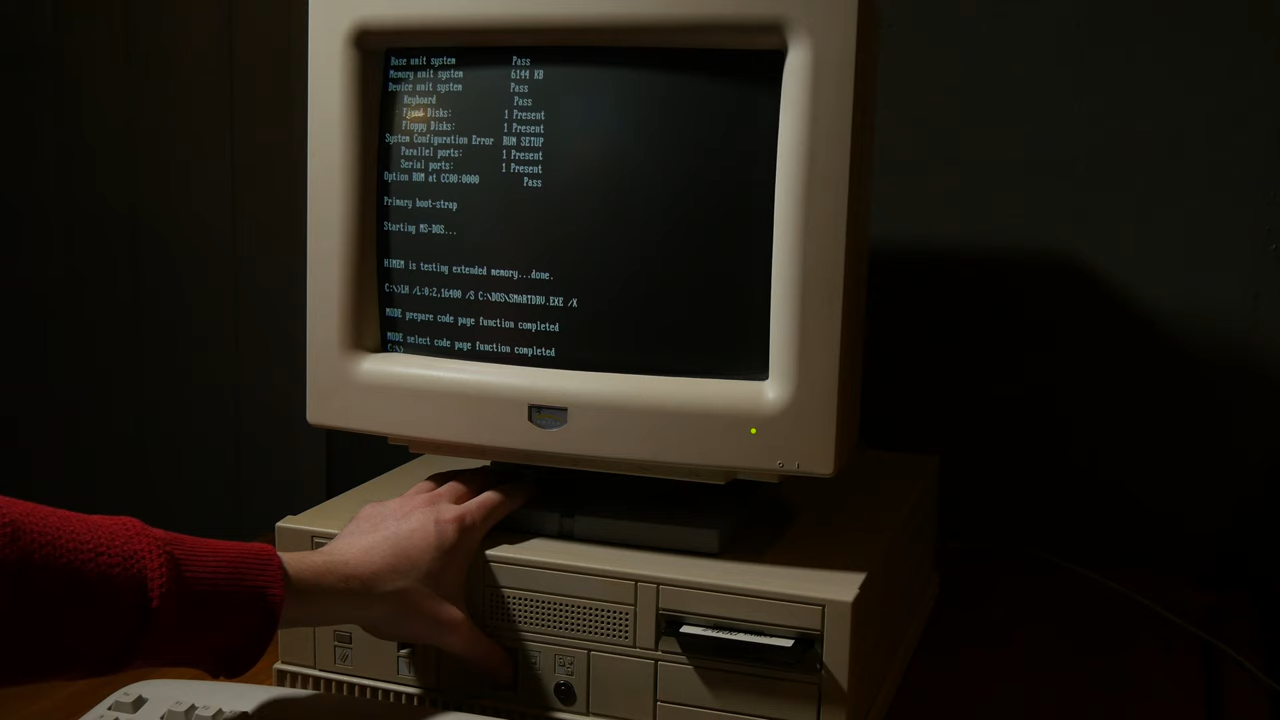 Base unit system Pass
Memory unit system 6144 KB
Device unit system Pass
Keyboard Pass
Fixed Disks: 1 Present
Floppy Disks: 1 Present
System Configuration Error RUN SETUP
Parallel ports: 1 Present
Serial ports: 1 Present
Option ROM at CC00:0000 Pass
Primary boot-strap
Starting MS-DOS...
HIMEM is testing extended memory...done.
C:\>LH /L:0;2,16400 /S C:\DOS\SMARTDRV.EXE /X
MODE prepare code page function completed
MODE select code page function completed
C:\>